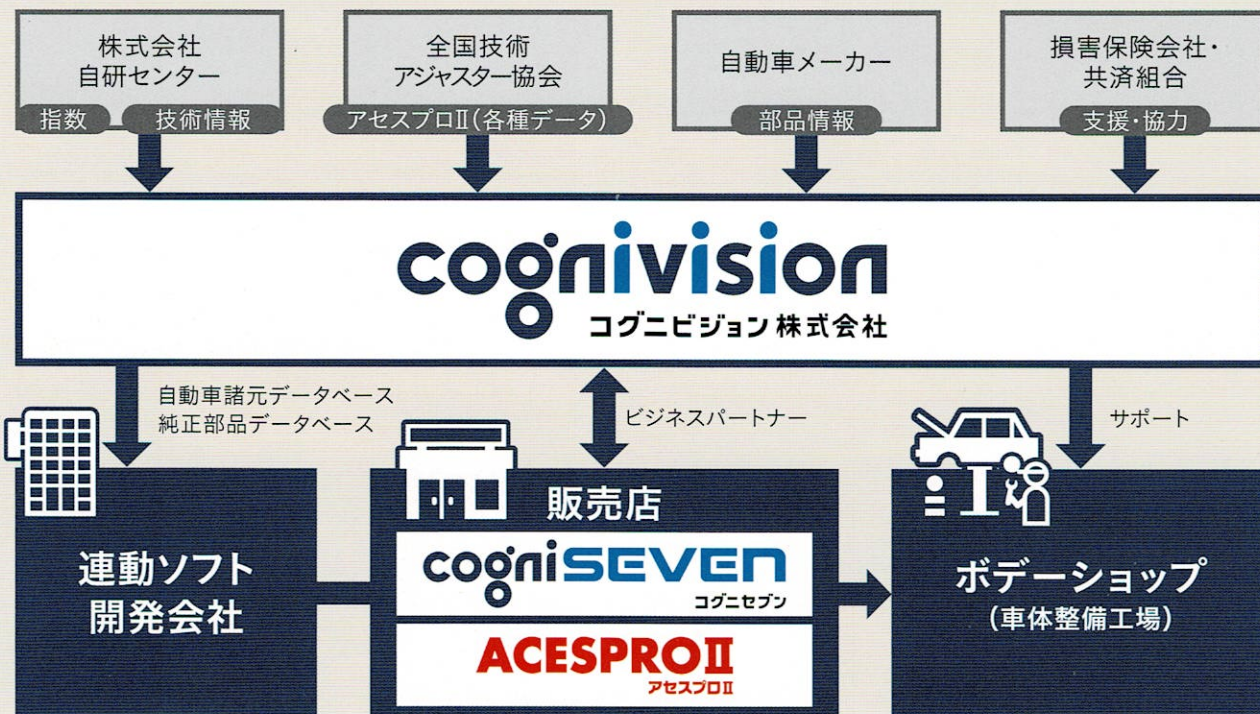 株式会社
自研センター
指数
技術情報
全国技術
アジャスター協会
アセスプロⅡ(各種データ)
自動車メーカー
部品情報
損害保険会社・
共済組合
支援・協力
cognivision
コグニビジョン 株式会社
自動車諸元データベース
純正部品データベース
ビジネスパートナー
サポート
連動ソフト
開発会社
販売店
cogniSEVEN
コグニセブン
ACESPROⅡ
アセスプロⅡ
ボデーショップ
(車体整備工場)